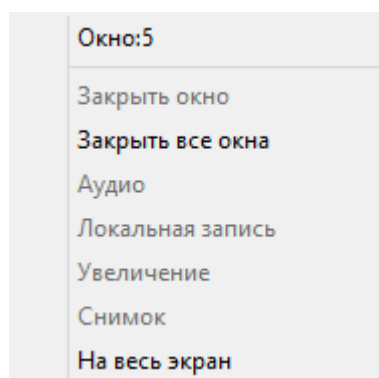 Окно:5
Закрыть окно
Закрыть все окна
Аудио
Локальная запись
Увеличение
Снимок
На весь экран